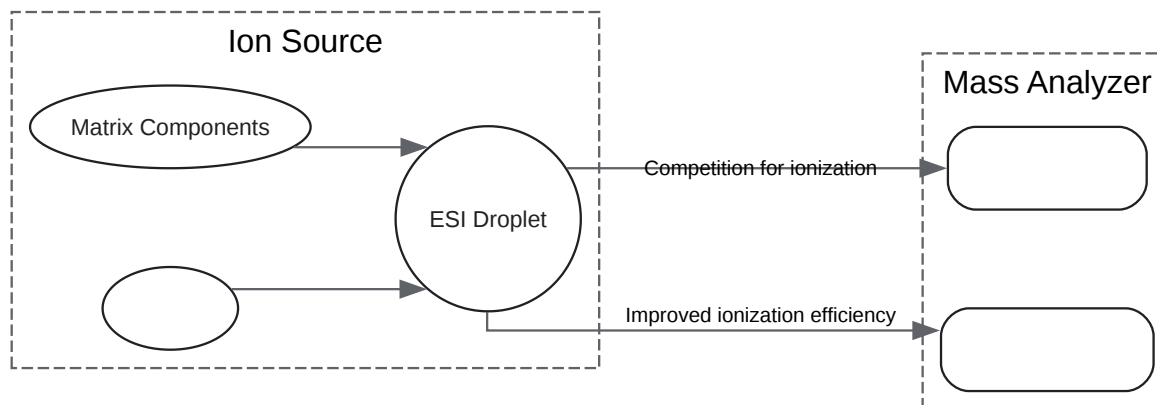 Ion Source
Mass Analyzer
Matrix Components
Competition for ionization
ESI Droplet
Improved ionization efficiency